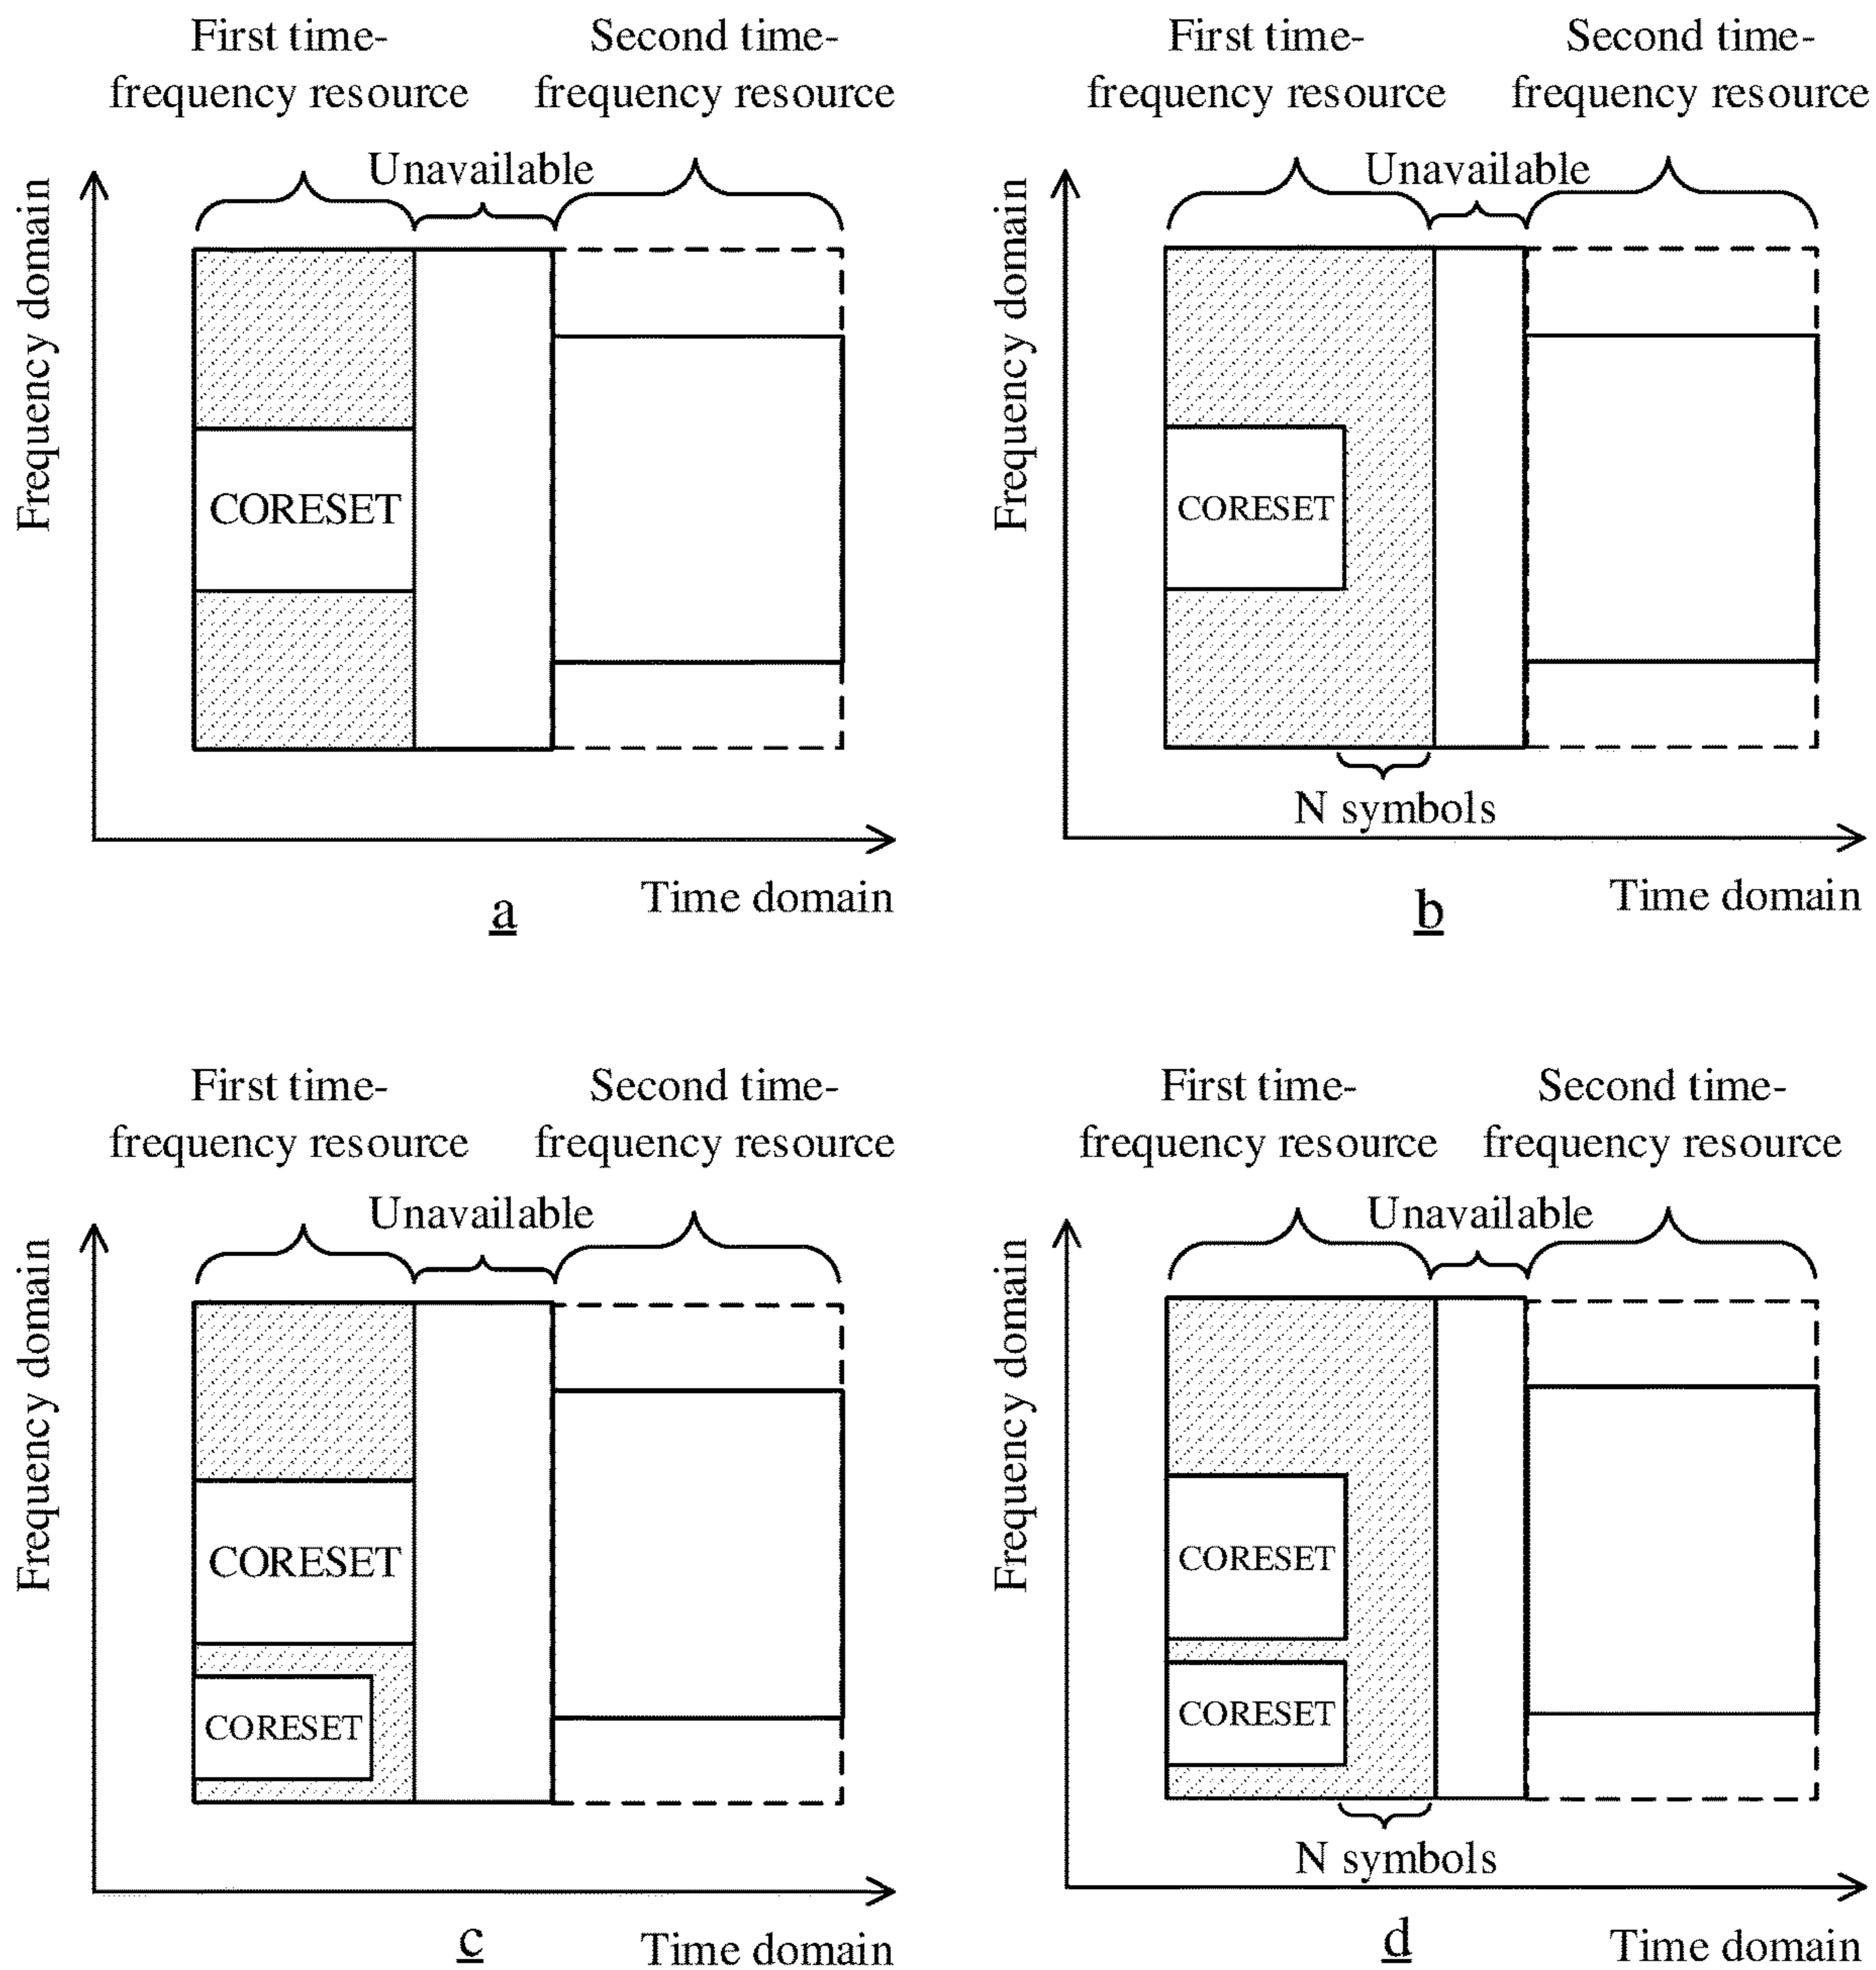 First time-
frequency resource
Second time-
frequency resource
Unavailable
Frequency domain
CORESET
Time domain
a
First time-
frequency resource
Second time-
frequency resource
Unavailable
Frequency domain
CORESET
N symbols
Time domain
b
First time-
frequency resource
Second time-
frequency resource
Unavailable
Frequency domain
CORESET
CORESET
Time domain
c
First time-
frequency resource
Second time-
frequency resource
Unavailable
Frequency domain
CORESET
CORESET
N symbols
Time domain
d